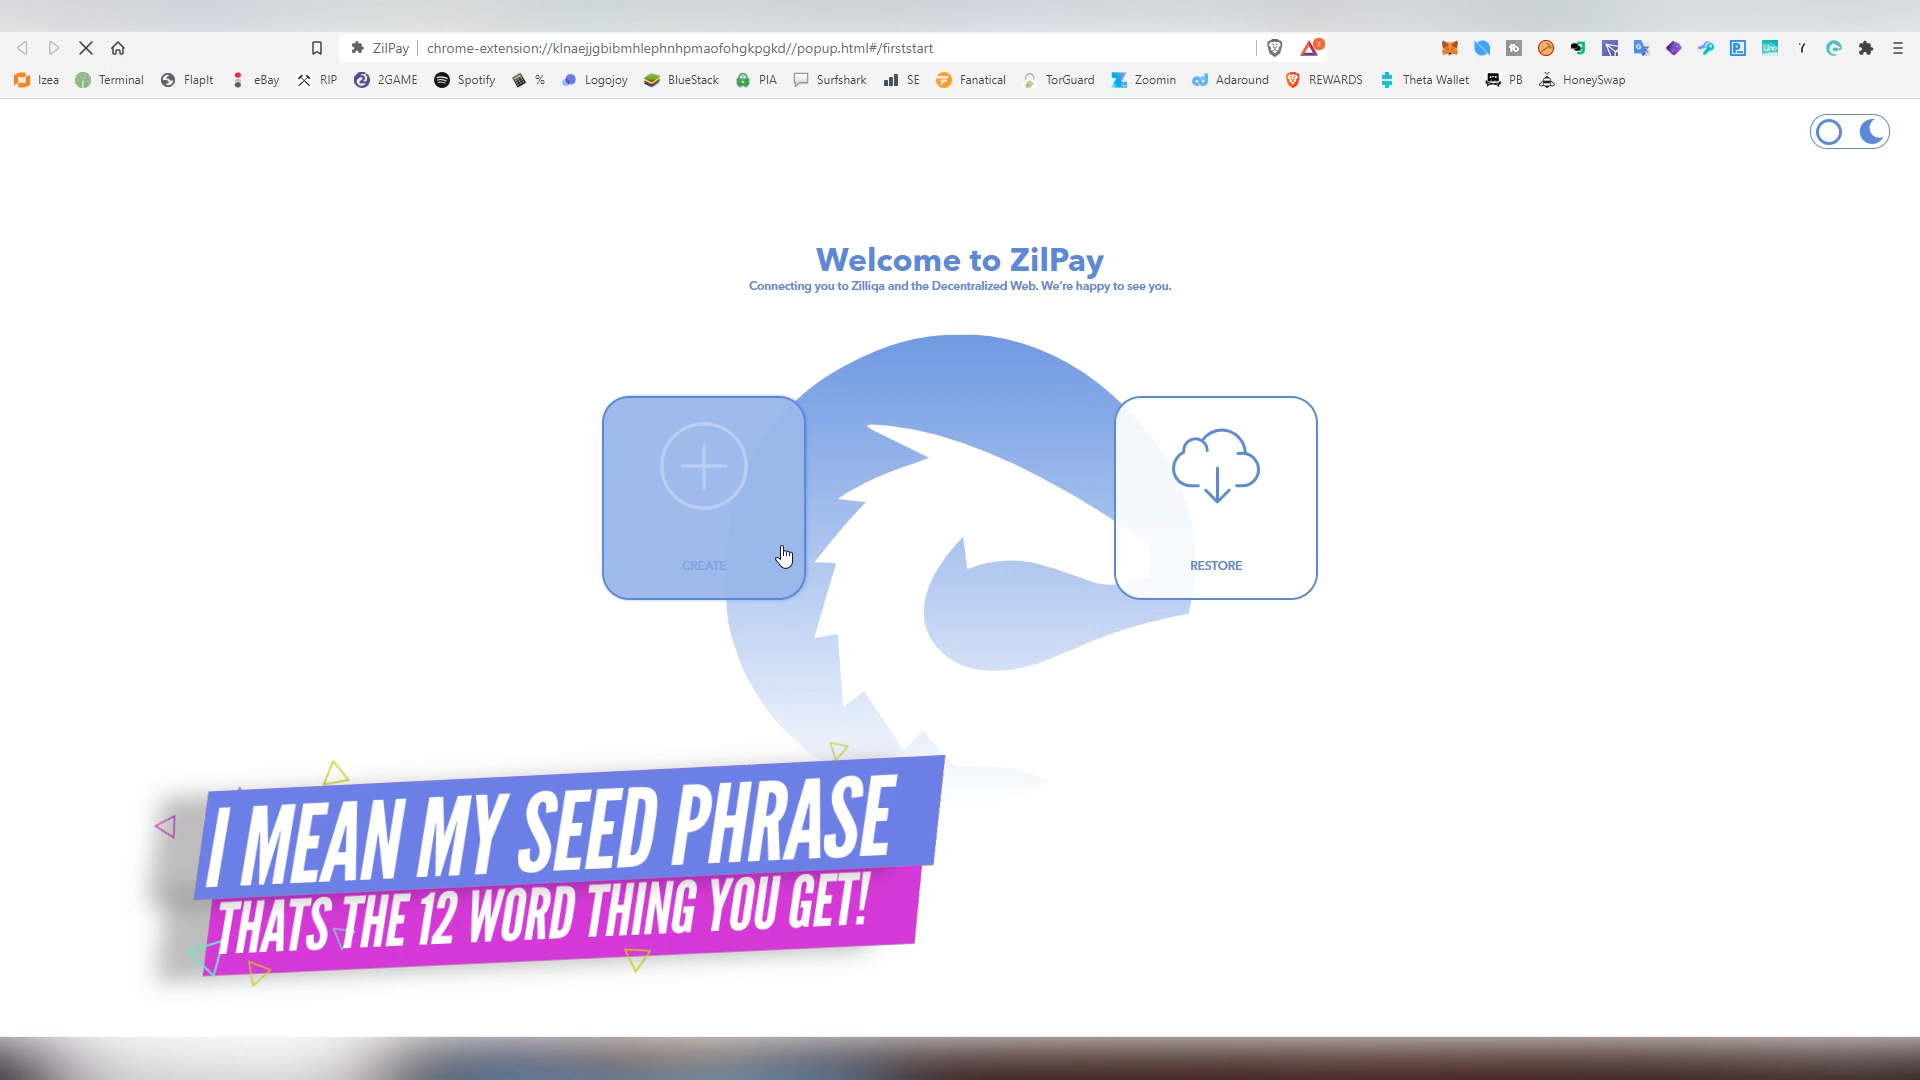 ZilPay chrome-extension://klnaejjgbibmhlephnhpmaofohgkpgkd//popup.html#/firststart 7
Izea Terminal FlapIt eBay RIP 2GAME Spotify % Logojoy BlueStack PIA Surfshark SE Fanatical TorGuard Zoomin Adaround REWARDS Theta Wallet PB HoneySwap
Welcome to ZilPay
Connecting you to Zilliqa and the Decentralized Web. We're happy to see you.
CREATE
RESTORE
I MEAN MY SEED PHRASE
THATS THE 12 WORD THING YOU GET!